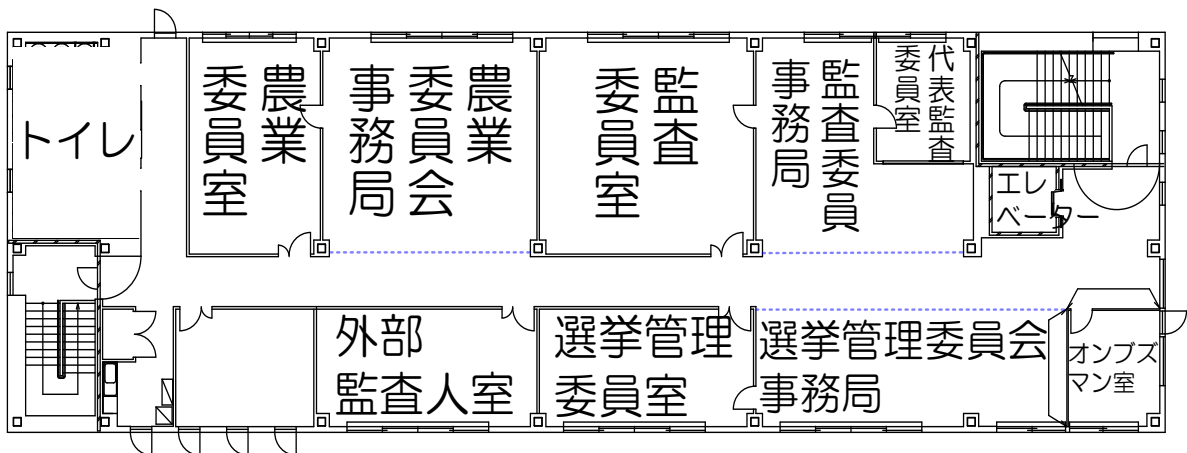 トイレ
農業
委員室
農業
委員会
事務局
監査
委員室
監査委員
事務局
代表監査
委員室
エレ
ベーター
外部
監査人室
選挙管理
委員室
選挙管理委員会
事務局
オンブズ
マン室